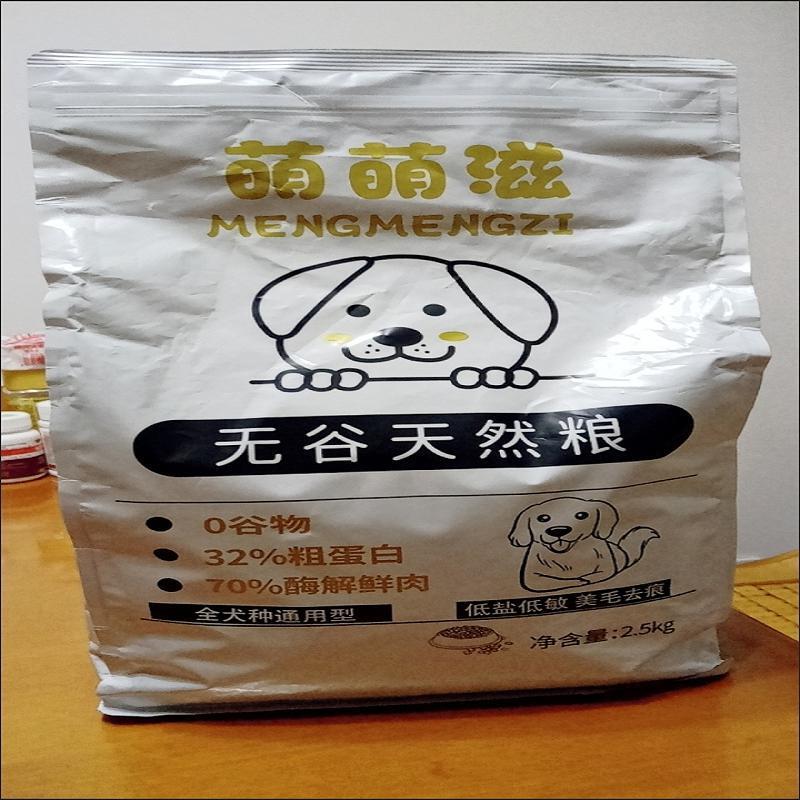 萌萌滋
MENGMENGZI
无谷天然粮
0谷物
32%粗蛋白
70%酶解鲜肉
全犬种通用型
低盐低敏 美毛去痕
净含量:2.5kg